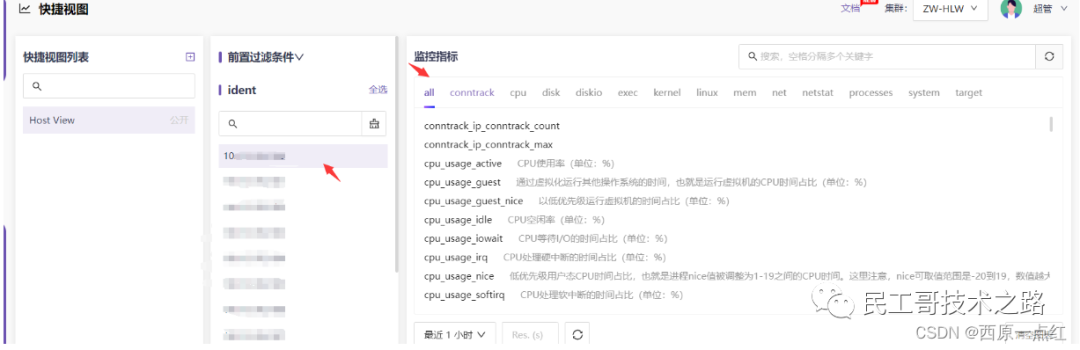 快捷视图
文档
集群: ZW-HLW
超管
快捷视图列表
Host View 公开
前置过滤条件
ident 全选
10
监控指标
搜索，空格分隔多个关键字
all conntrack cpu disk diskio exec kernel linux mem net netstat processes system target
conntrack_ip_conntrack_count
conntrack_ip_conntrack_max
cpu_usage_active CPU使用率（单位：%）
cpu_usage_guest 通过虚拟化运行其他操作系统的时间，也就是运行虚拟机的CPU时间占比（单位：%）
cpu_usage_guest_nice 以低优先级运行虚拟机的时间占比（单位：%）
cpu_usage_idle CPU空闲率（单位：%）
cpu_usage_iowait CPU等待I/O的时间占比（单位：%）
cpu_usage_irq CPU处理硬中断的时间占比（单位：%）
cpu_usage_nice 低优先级用户态CPU时间占比，也就是进程nice值被调整为1-19之间的CPU时间。这里注意，nice可取值范围是-20到19，数值越大
cpu_usage_softirq CPU处理软中断的时间占比（单位：%）
最近 1 小时 Res. (s)
民工哥技术之路
CSDN @西原一点红